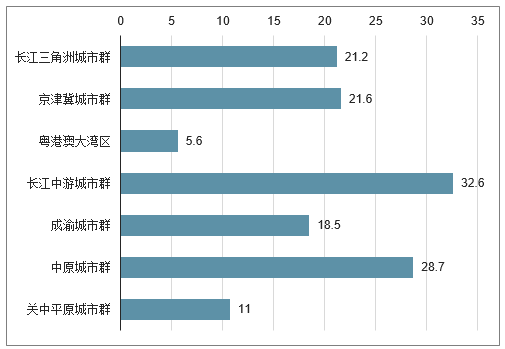 0 5 10 15 20 25 30 35
长江三角洲城市群 21.2
京津冀城市群 21.6
粤港澳大湾区 5.6
长江中游城市群 32.6
成渝城市群 18.5
中原城市群 28.7
关中平原城市群 11